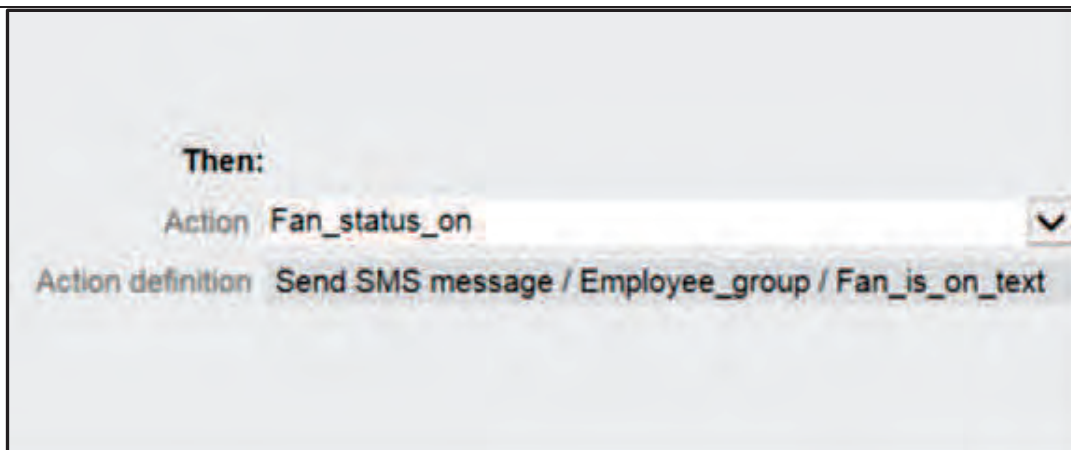 Then:
Action Fan_status_on
Action definition Send SMS message / Employee_group / Fan_is_on_text